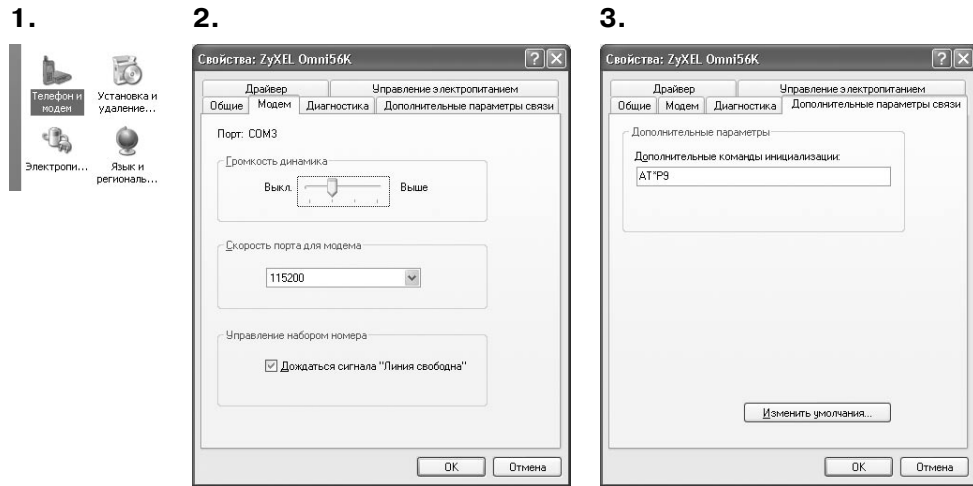 1.
Телефон и модем
Установка и удаление...
Электропи...
Язык и региональ...
2.
Свойства: ZyXEL Omni56K
Драйвер Управление электропитанием
Общие Модем Диагностика Дополнительные параметры связи
Порт: COM3
Громкость динамика
Выкл. Выше
Скорость порта для модема
115200
Управление набором номера
Дождаться сигнала "Линия свободна"
OK Отмена
3.
Свойства: ZyXEL Omni56K
Драйвер Управление электропитанием
Общие Модем Диагностика Дополнительные параметры связи
Дополнительные параметры
Дополнительные команды инициализации:
AT*P9
Изменить умолчания...
OK Отмена